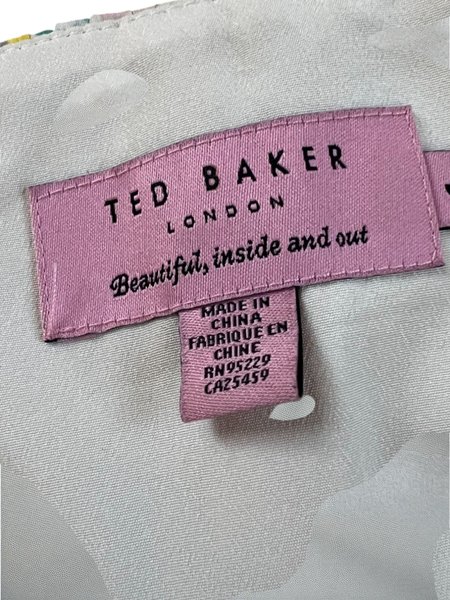 TED BAKER
LONDON
Beautiful, inside and out
MADE IN
CHINA
FABRIQUE EN
CHINE
RN95229
CA25459